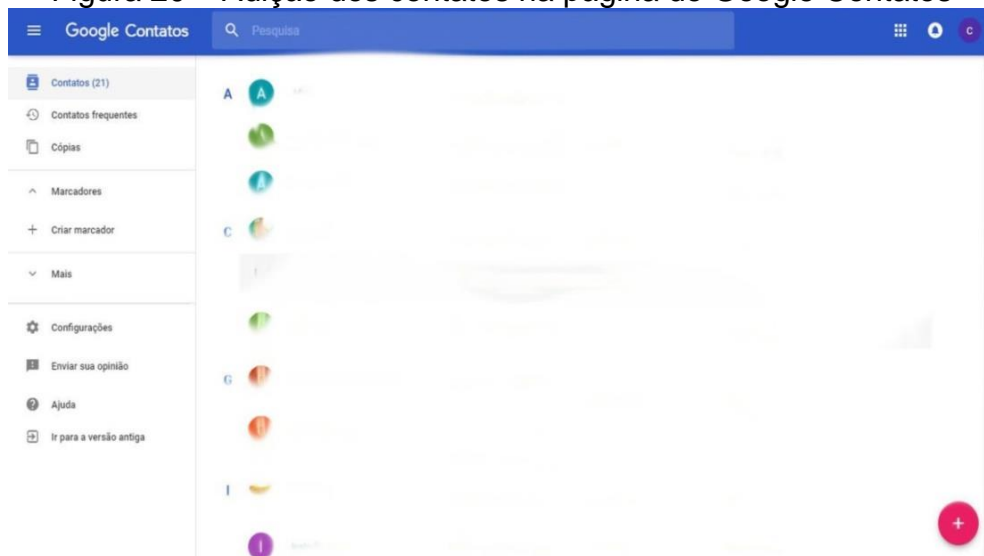 Google Contatos
Pesquisa
C
Contatos (21)
Contatos frequentes
Cópias
Marcadores
Criar marcador
Mais
Configurações
Enviar sua opinião
Ajuda
Ir para a versão antiga
A A
A
C
G
I
I